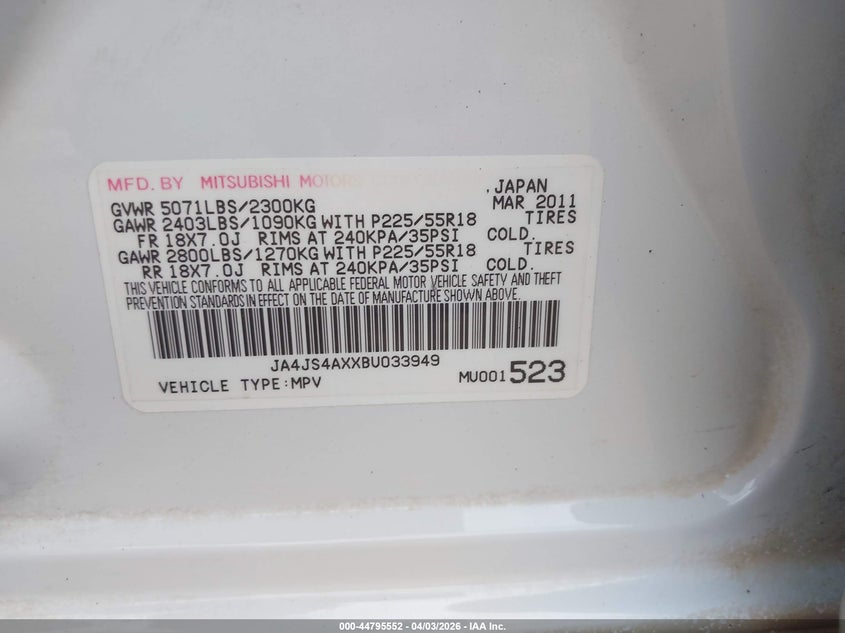 MFD. BY MITSUBISHI MOTORS CORPORATION, JAPAN
GVWR 5071LBS/2300KG MAR 2011
GAWR 2403LBS/1090KG WITH P225/55R18 TIRES
FR 18X7.0J RIMS AT 240KPA/35PSI COLD.
GAWR 2800LBS/1270KG WITH P225/55R18 TIRES
RR 18X7.0J RIMS AT 240KPA/35PSI COLD.
THIS VEHICLE CONFORMS TO ALL APPLICABLE FEDERAL MOTOR VEHICLE SAFETY AND THEFT
PREVENTION STANDARDS IN EFFECT ON THE DATE OF MANUFACTURE SHOWN ABOVE.
JA4JS4AXXBU033949
VEHICLE TYPE:MPV MU001523
000-44795552 - 04/03/2026 - IAA Inc.